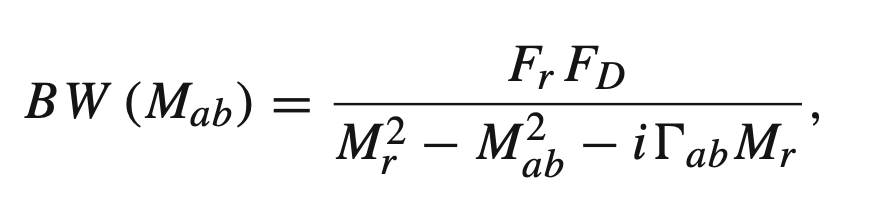 BW (M_{ab}) = \frac{F_r F_D}{M_r^2 - M_{ab}^2 - i\Gamma_{ab} M_r},